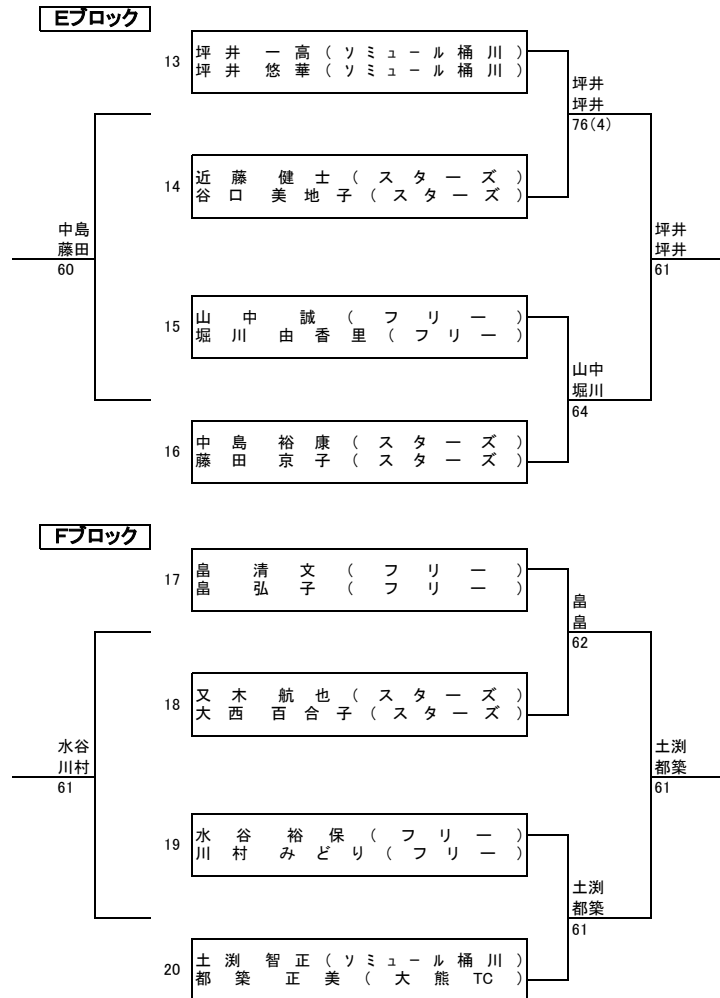 Eブロック
13
坪井 一高(ソミュール桶川)
坪井 悠華(ソミュール桶川)
坪井
坪井
76(4)
14
近藤 健士(スターズ)
谷口 美地子(スターズ)
中島
藤田
60
坪井
坪井
61
15
山中 誠(フリー)
堀川 由香里(フリー)
山中
堀川
64
16
中島 裕康(スターズ)
藤田 京子(スターズ)
Fブロック
17
畠 清文(フリー)
畠 弘子(フリー)
畠
畠
62
18
又木 航也(スターズ)
大西 百合子(スターズ)
水谷
川村
61
土渕
都築
61
19
水谷 裕保(フリー)
川村 みどり(フリー)
土渕
都築
61
20
土渕 智正(ソミュール桶川)
都築 正美(大熊TC)